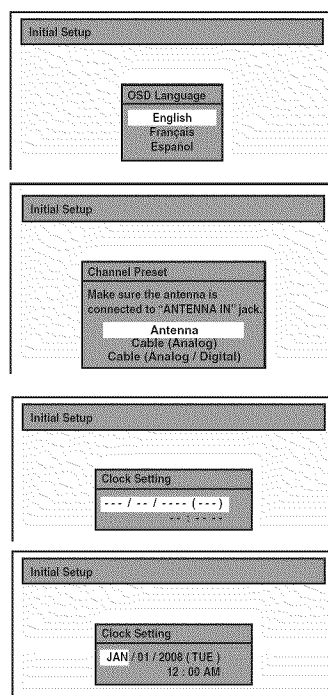 Initial Setup
OSD Language
English
Français
Español
Initial Setup
Channel Preset
Make sure the antenna is
connected to "ANTENNA IN" jack.
Antenna
Cable (Analog)
Cable (Analog / Digital)
Initial Setup
Clock Setting
--- / -- / ---- (---)
-- : -- --
Initial Setup
Clock Setting
JAN / 01 / 2008 ( TUE )
12 : 00 AM